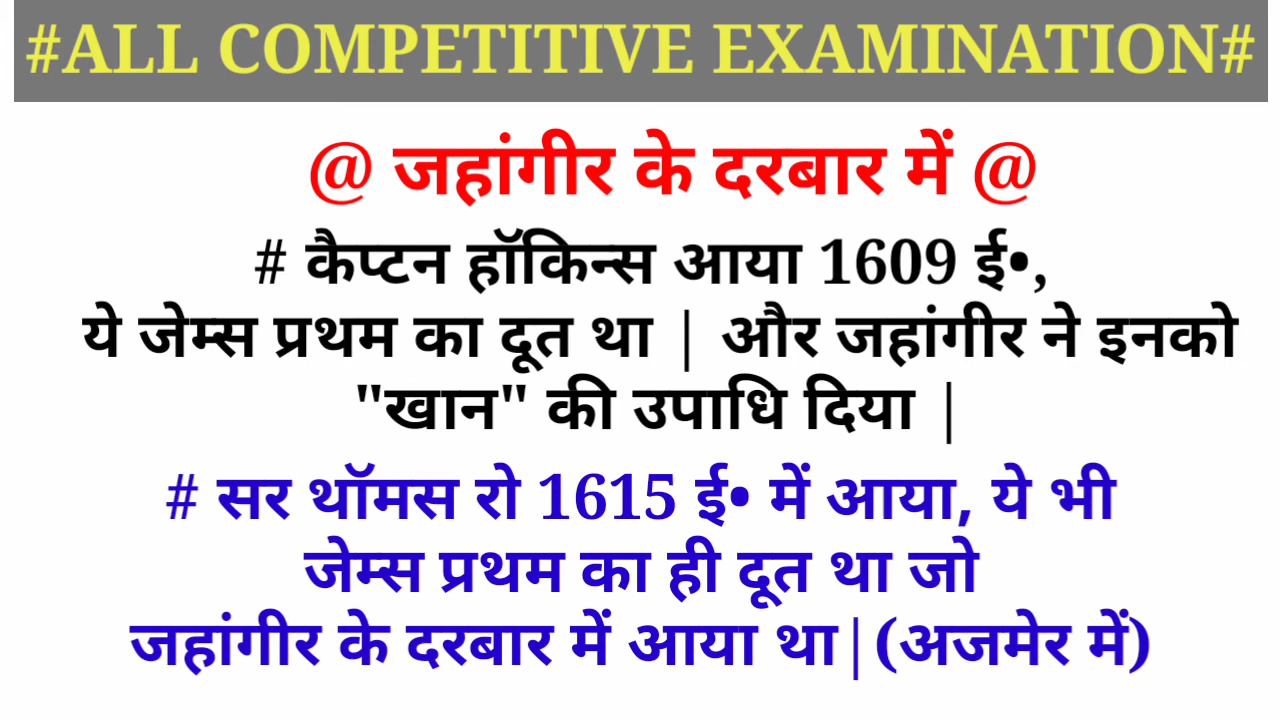 #ALL COMPETITIVE EXAMINATION#
@ जहांगीर के दरबार में @
# कैप्टन हॉकिन्स आया 1609 ई•,
ये जेम्स प्रथम का दूत था | और जहांगीर ने इनको
"खान" की उपाधि दिया |
# सर थॉमस रो 1615 ई• में आया, ये भी
जेम्स प्रथम का ही दूत था जो
जहांगीर के दरबार में आया था|(अजमेर में)